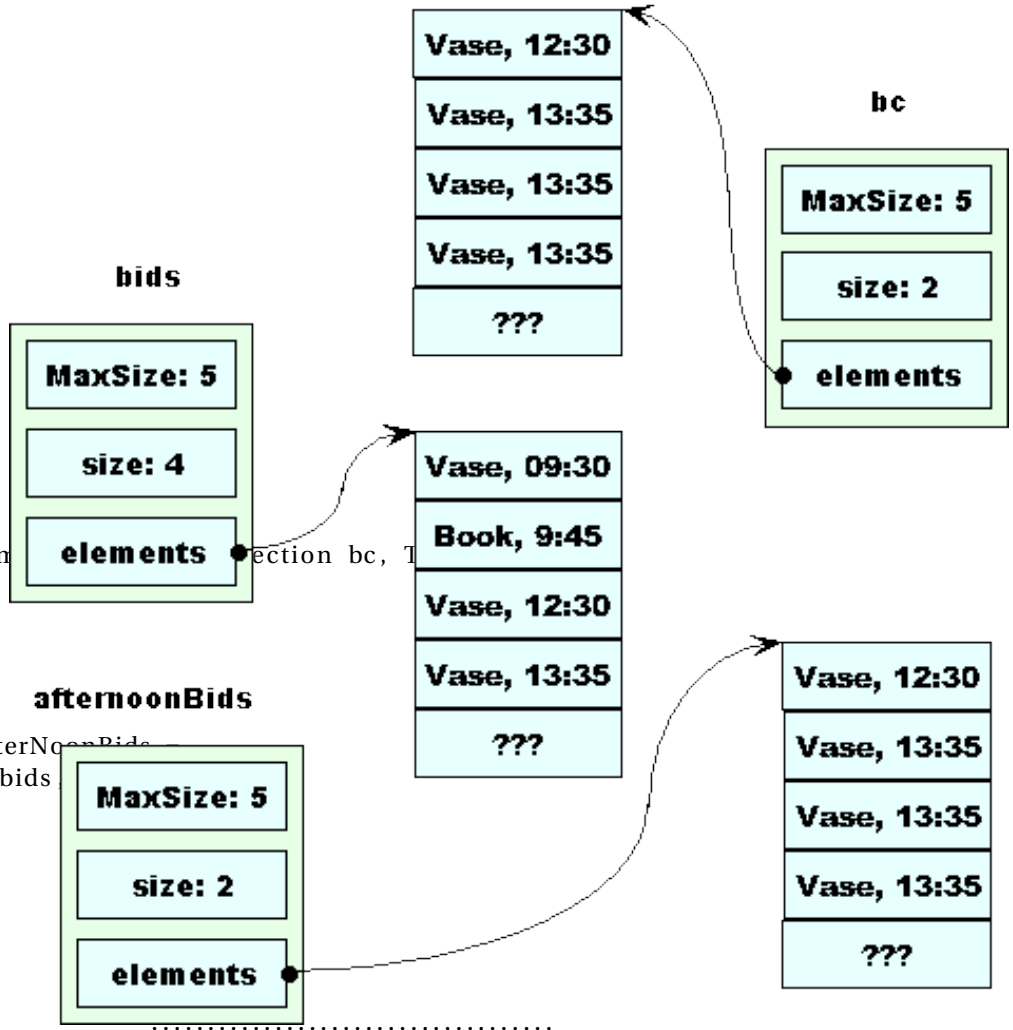 Vase, 12:30
Vase, 13:35
Vase, 13:35
Vase, 13:35
???
bc
MaxSize: 5
size: 2
elements
bids
MaxSize: 5
size: 4
elements
ection bc,
Vase, 09:30
Book, 9:45
Vase, 12:30
Vase, 13:35
???
afternoonBids
terNoonBids =
bids,
MaxSize: 5
size: 2
elements
Vase, 12:30
Vase, 13:35
Vase, 13:35
Vase, 13:35
???